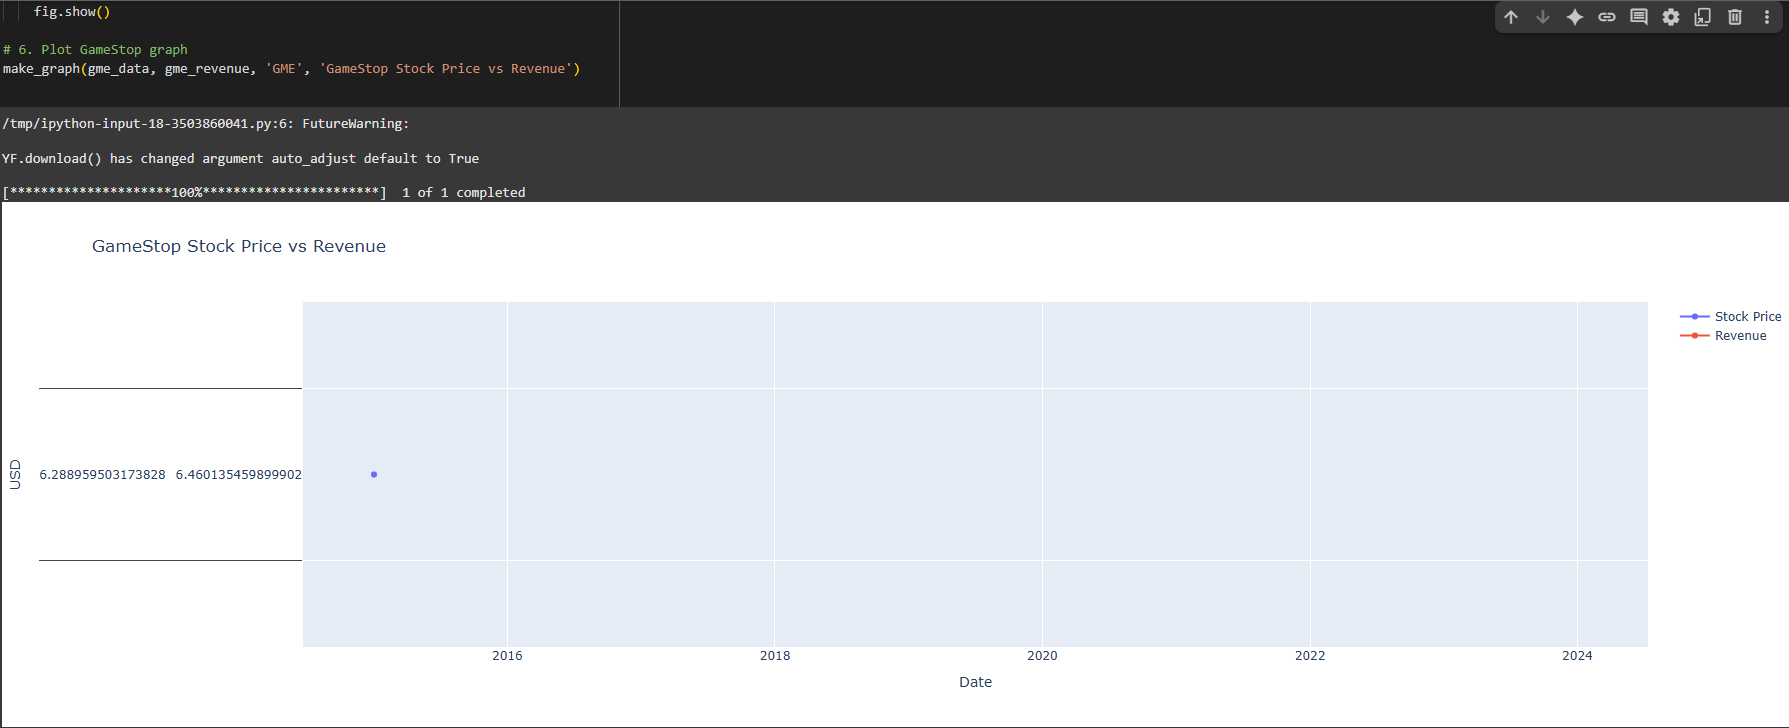 fig.show()
# 6. Plot GameStop graph
make_graph(gme_data, gme_revenue, 'GME', 'GameStop Stock Price vs Revenue')
/tmp/ipython-input-18-3503860041.py:6: FutureWarning:
YF.download() has changed argument auto_adjust default to True
[*********************100%***********************]  1 of 1 completed
GameStop Stock Price vs Revenue
Stock Price
Revenue
USD
6.288959503173828 6.460135459899902
2016 2018 2020 2022 2024
Date